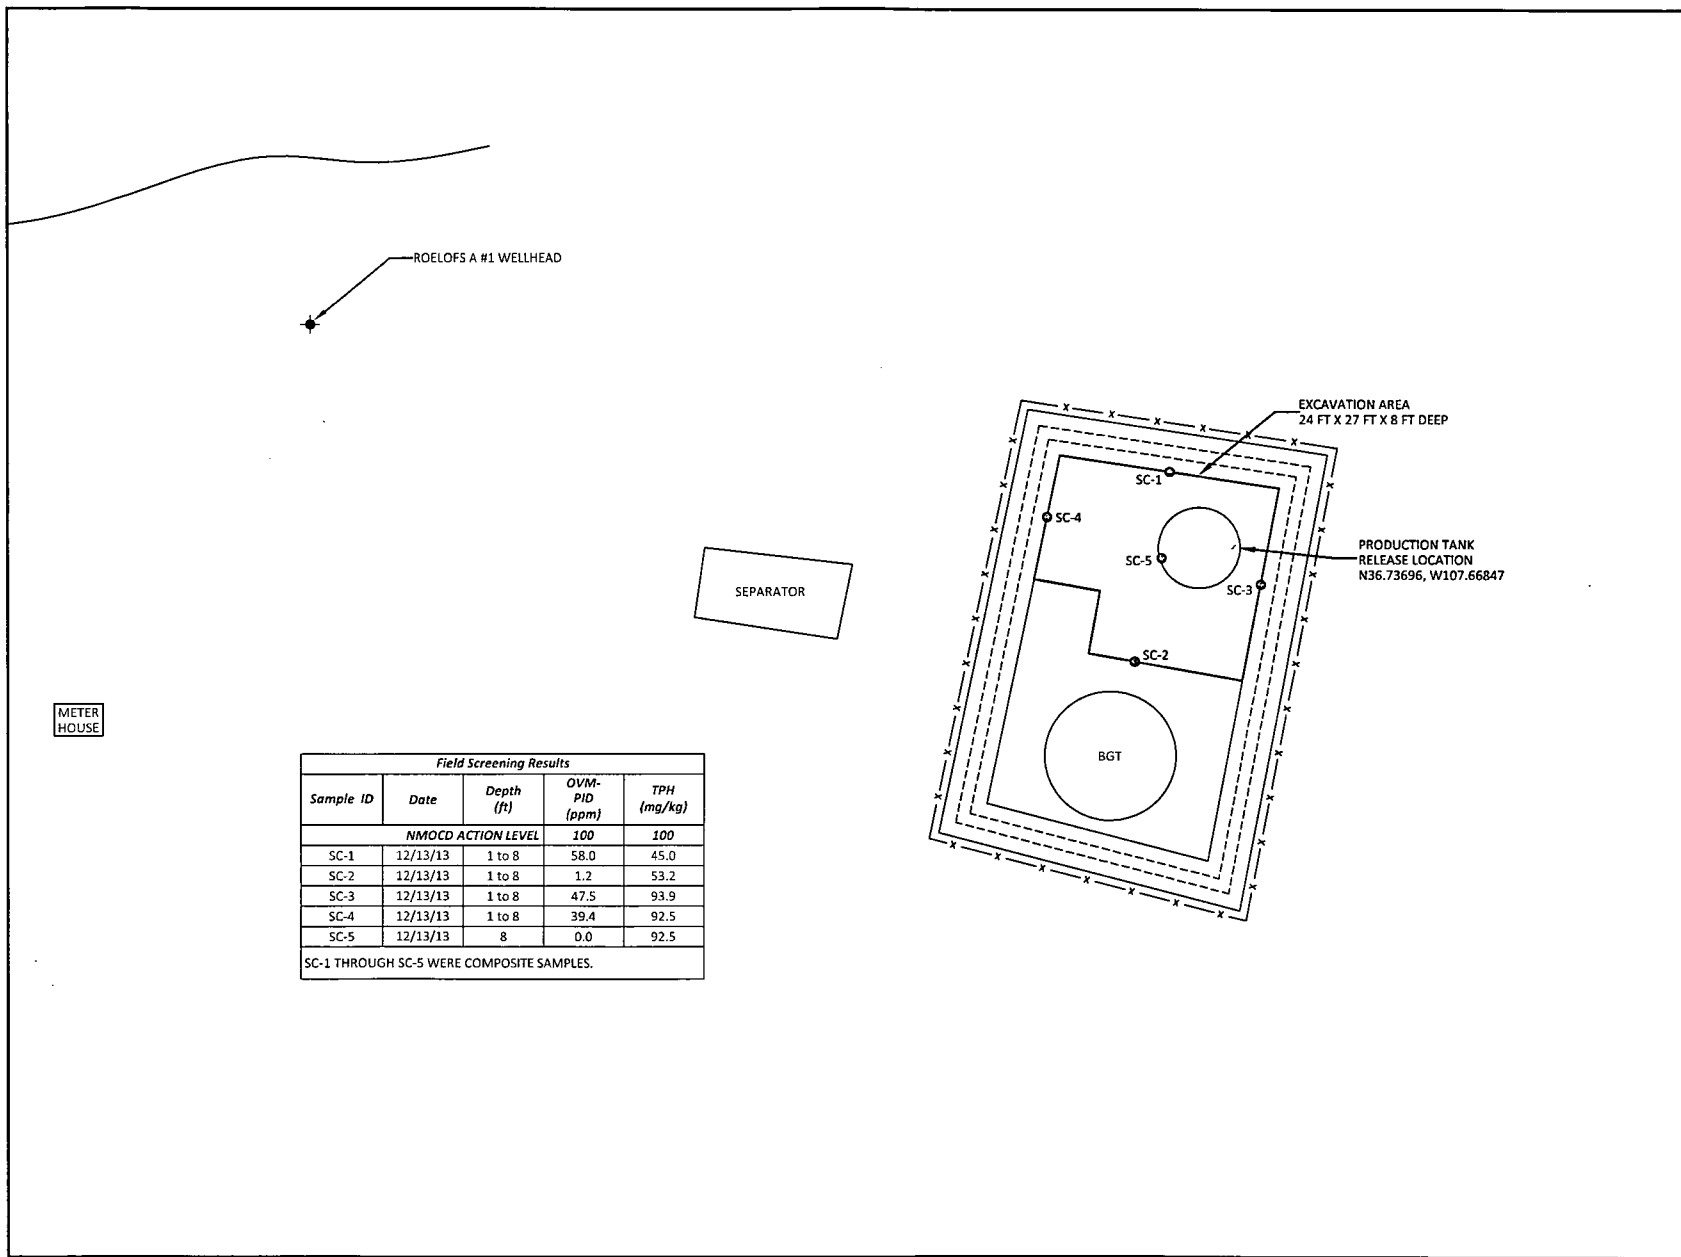 ROELOFS A #1 WELLHEAD
EXCAVATION AREA
24 FT X 27 FT X 8 FT DEEP
SC-1
SC-4
SC-5
PRODUCTION TANK
RELEASE LOCATION
N36.73696, W107.66847
SC-3
SEPARATOR
SC-2
METER
HOUSE
BGT
Field Screening Results
Sample ID Date Depth (ft) OVM-PID (ppm) TPH (mg/kg)
NMOCD ACTION LEVEL 100 100
SC-1 12/13/13 1 to 8 58.0 45.0
SC-2 12/13/13 1 to 8 1.2 53.2
SC-3 12/13/13 1 to 8 47.5 93.9
SC-4 12/13/13 1 to 8 39.4 92.5
SC-5 12/13/13 8 0.0 92.5
SC-1 THROUGH SC-5 WERE COMPOSITE SAMPLES.